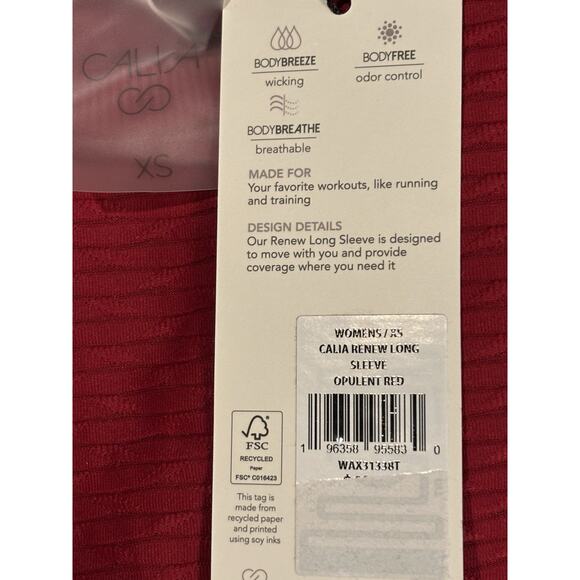 CALIA
XS
BODYBREEZE
wicking
BODYFREE
odor control
BODYBREATHE
breathable
MADE FOR
Your favorite workouts, like running
and training
DESIGN DETAILS
Our Renew Long Sleeve is designed
to move with you and provide
coverage where you need it
WOMENS / XS
CALIA RENEW LONG
SLEEVE
OPULENT RED
1 96358 95583 0
WAX31338T
FSC
RECYCLED
Paper
FSC® C016423
This tag is
made from
recycled paper
and printed
using soy inks